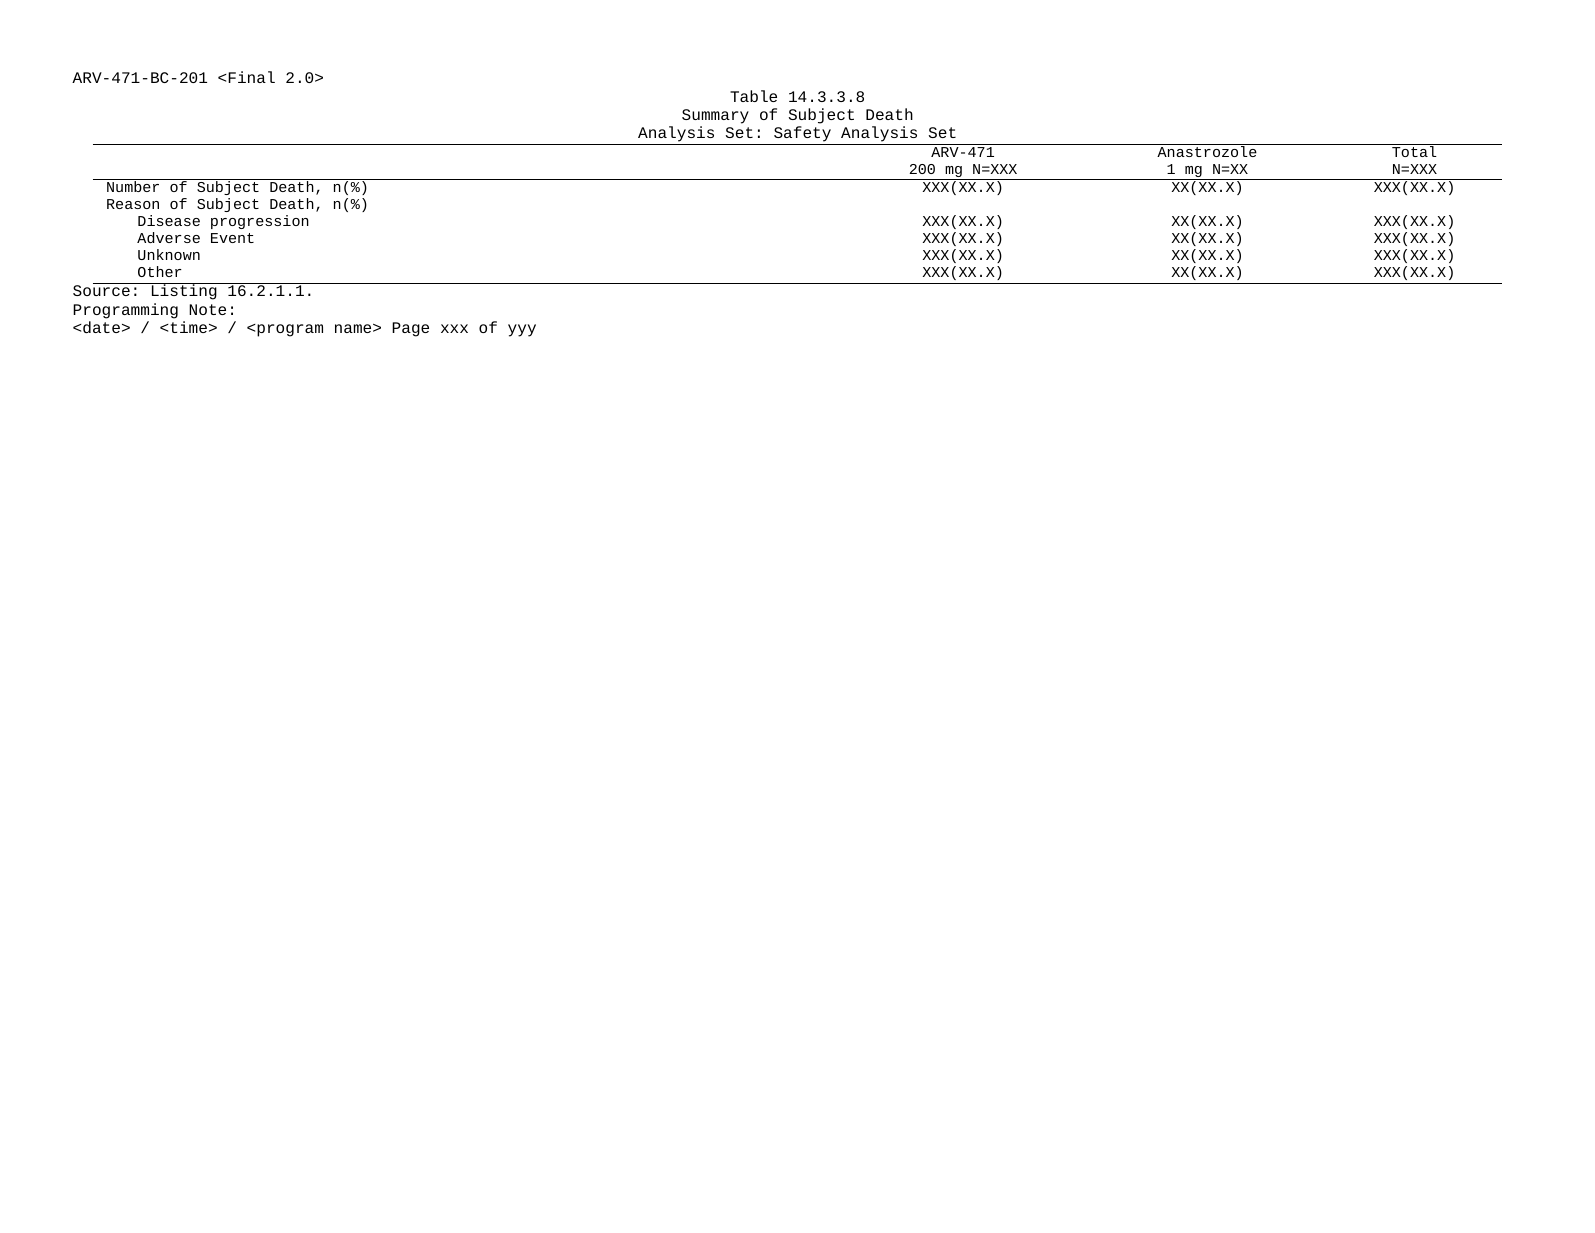 ARV-471-BC-201 <Final 2.0>
Table 14.3.3.8
Summary of Subject Death
Analysis Set: Safety Analysis Set
ARV-471 Anastrozole Total
200 mg N=XXX 1 mg N=XX N=XXX
Number of Subject Death, n(%) XXX(XX.X) XX(XX.X) XXX(XX.X)
Reason of Subject Death, n(%)
Disease progression XXX(XX.X) XX(XX.X) XXX(XX.X)
Adverse Event XXX(XX.X) XX(XX.X) XXX(XX.X)
Unknown XXX(XX.X) XX(XX.X) XXX(XX.X)
Other XXX(XX.X) XX(XX.X) XXX(XX.X)
Source: Listing 16.2.1.1.
Programming Note:
<date> / <time> / <program name> Page xxx of yyy